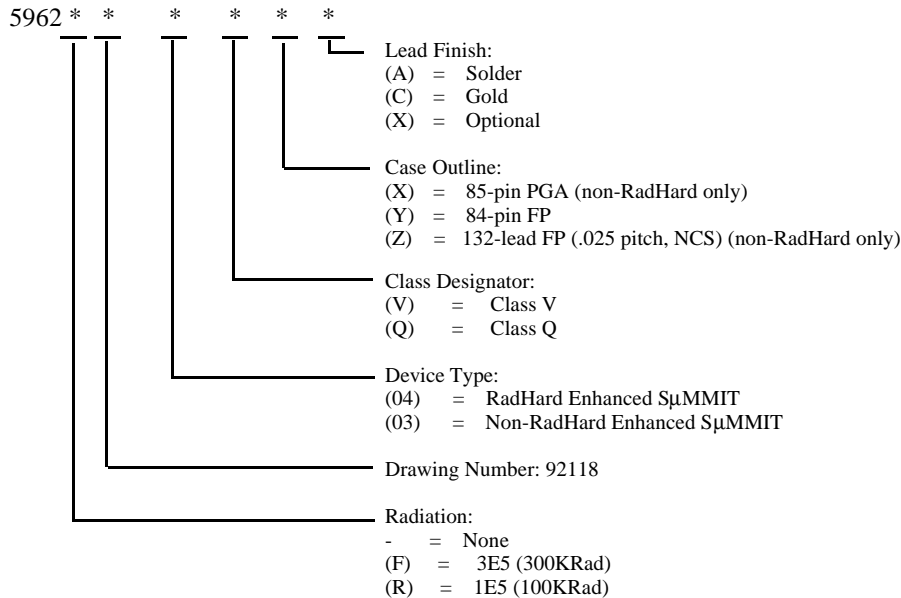 5962 * * * * * *
Lead Finish:
(A) = Solder
(C) = Gold
(X) = Optional
Case Outline:
(X) = 85-pin PGA (non-RadHard only)
(Y) = 84-pin FP
(Z) = 132-lead FP (.025 pitch, NCS) (non-RadHard only)
Class Designator:
(V) = Class V
(Q) = Class Q
Device Type:
(04) = RadHard Enhanced SμMMIT
(03) = Non-RadHard Enhanced SμMMIT
Drawing Number: 92118
Radiation:
- = None
(F) = 3E5 (300KRad)
(R) = 1E5 (100KRad)